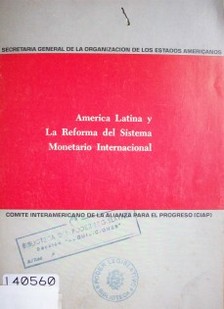 SECRETARIA GENERAL DE LA ORGANIZACIÓN DE LOS ESTADOS AMERICANOS
America Latina y
La Reforma del Sistema
Monetario Internacional
COMITE INTERAMERICANO DE LA ALIANZA PARA EL PROGRESO (CIAP)
140560